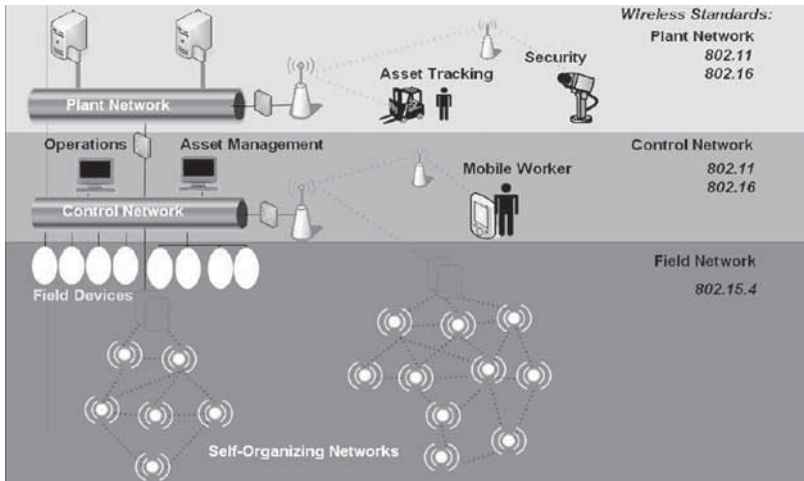 Wireless Standards:
Plant Network
802.11
802.16
Security
Asset Tracking
Plant Network
Operations
Asset Management
Control Network
802.11
802.16
Mobile Worker
Control Network
Field Network
802.15.4
Field Devices
Self-Organizing Networks